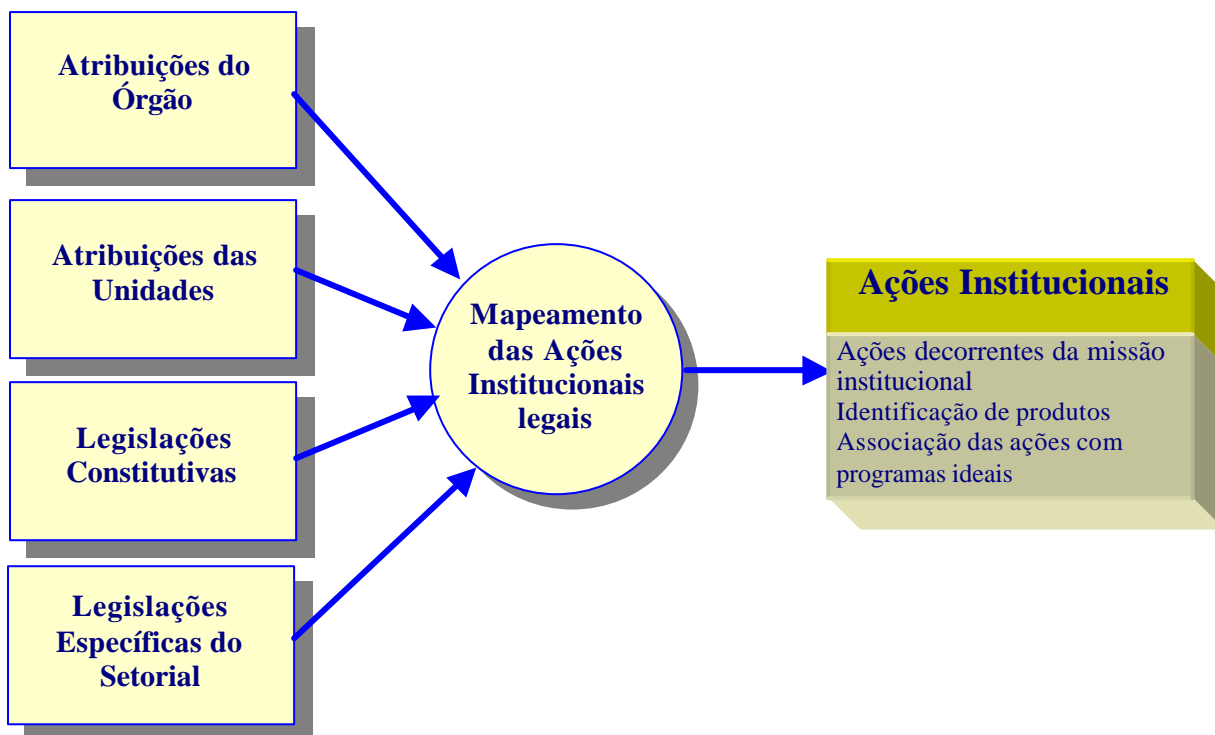 Atribuições do
Órgão
Atribuições das
Unidades
Legislações
Constitutivas
Legislações
Específicas do
Setorial
Mapeamento
das Ações
Institucionais
legais
Ações Institucionais
Ações decorrentes da missão
institucional
Identificação de produtos
Associação das ações com
programas ideais